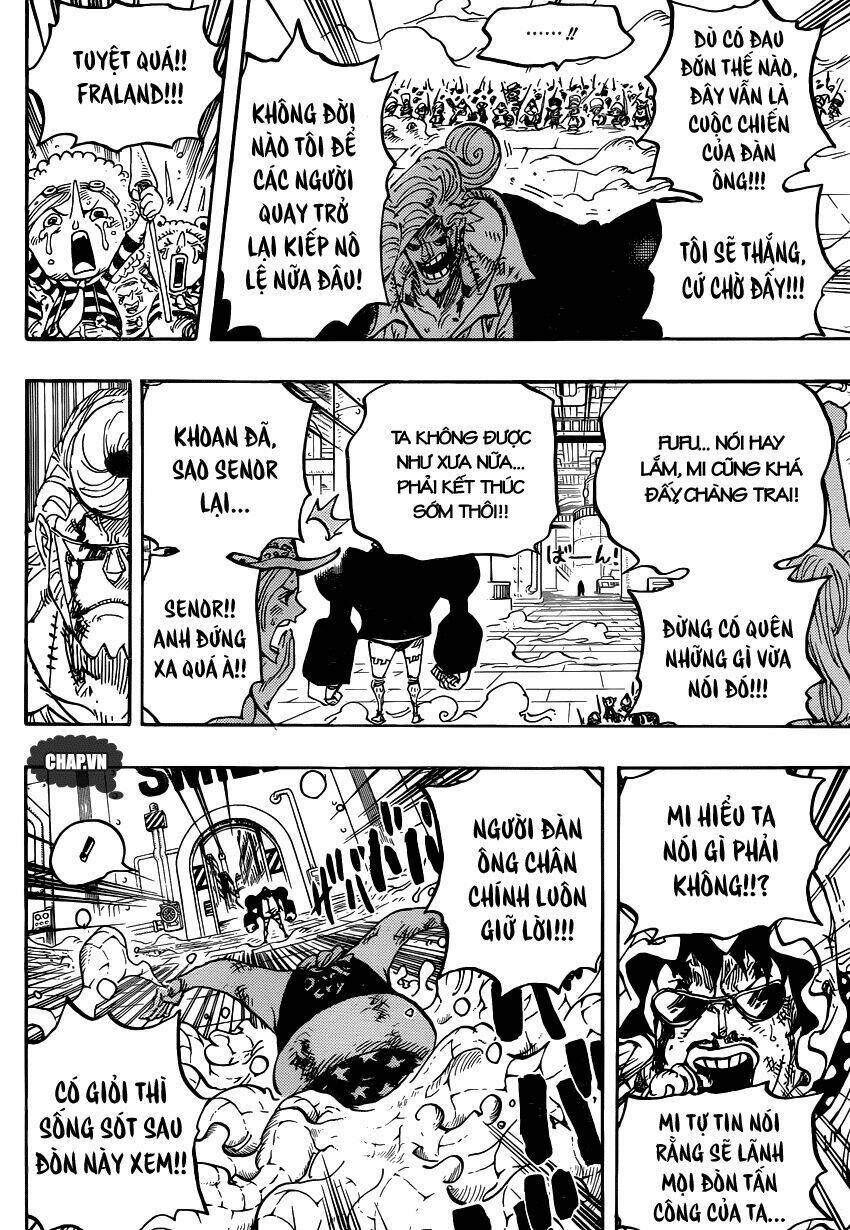 DÙ CÓ ĐAU
ĐỚN THẾ NÀO,
ĐÂY VẪN LÀ
CUỘC CHIẾN
CỦA ĐÀN
ÔNG!!!
TÔI SẼ THẮNG,
CỨ CHỜ ĐẤY!!!
......!!
KHÔNG ĐỜI
NÀO TÔI ĐỂ
CÁC NGƯỜI
QUAY TRỞ
LẠI KIẾP NÔ
LỆ NỮA ĐÂU!
TUYỆT QUÁ!!
FRALAND!!!
FUFU... NÓI HAY
LẮM, MI CŨNG KHÁ
ĐẤY, CHÀNG TRAI!
ĐỪNG CÓ QUÊN
NHỮNG GÌ VỪA
NÓI ĐÓ!!!
ばーん!
TA KHÔNG ĐƯỢC
NHƯ XƯA NỮA...
PHẢI KẾT THÚC
SỚM THÔI!!
KHOAN ĐÃ,
SAO SENOR
LẠI...
SENOR!!
ANH ĐỨNG
XA QUÁ À!!
MI HIỂU TA
NÓI GÌ PHẢI
KHÔNG!!?
MI TỰ TIN NÓI
RẰNG SẼ LÃNH
MỌI ĐÒN TẤN
CÔNG CỦA TA...
NGƯỜI ĐÀN
ÔNG CHÂN
CHÍNH LUÔN
GIỮ LỜI!!!
!
CÓ GIỎI THÌ
SỐNG SÓT SAU
ĐÒN NÀY XEM!!
CHAPVN